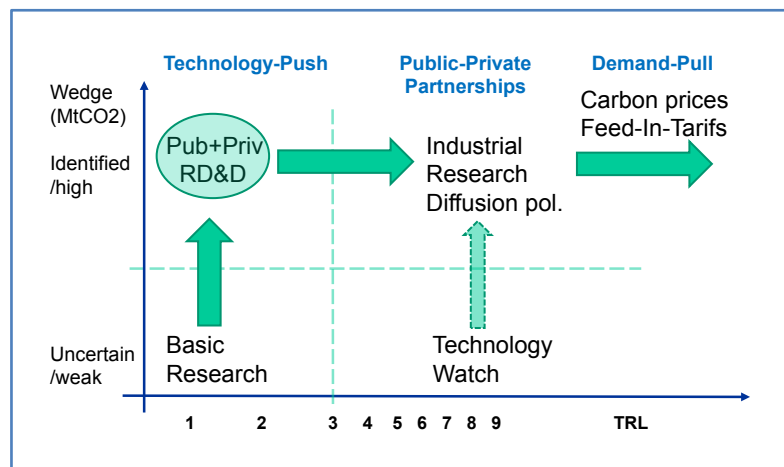 Technology-Push
Public-Private
Partnerships
Demand-Pull
Wedge
(MtCO2)
Identified
/high
Pub+Priv
RD&D
Industrial
Research
Diffusion pol.
Carbon prices
Feed-In-Tarifs
Uncertain
/weak
Basic
Research
Technology
Watch
1 2 3 4 5 6 7 8 9 TRL